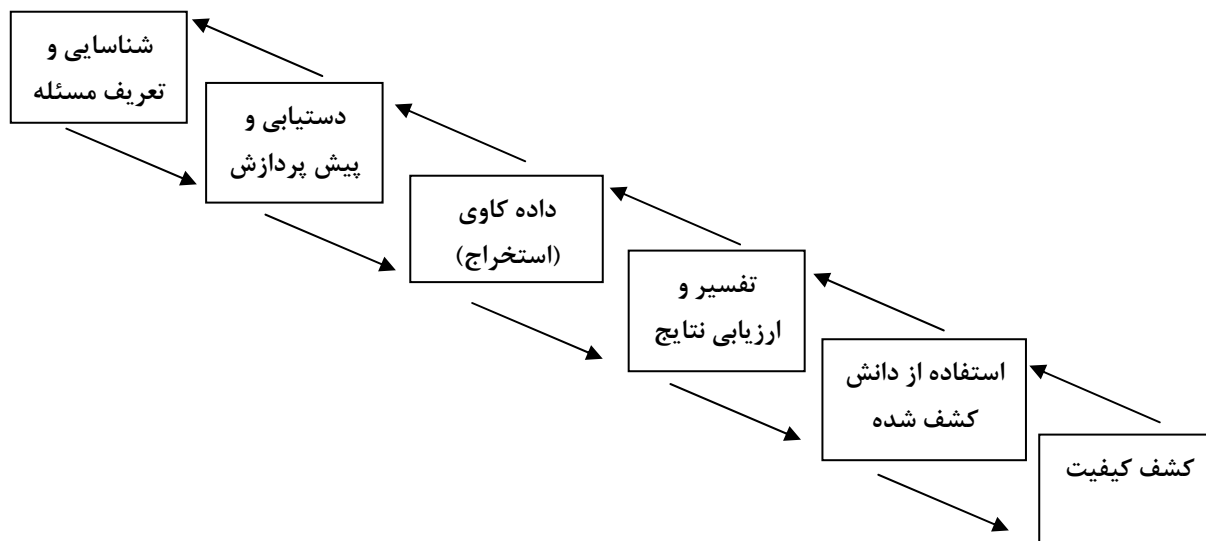 شناسایی و
تعریف مسئله
دستیابی و
پیش پردازش
داده کاوی
(استخراج)
تفسیر و
ارزیابی نتایج
استفاده از دانش
کشف شده
کشف کیفیت